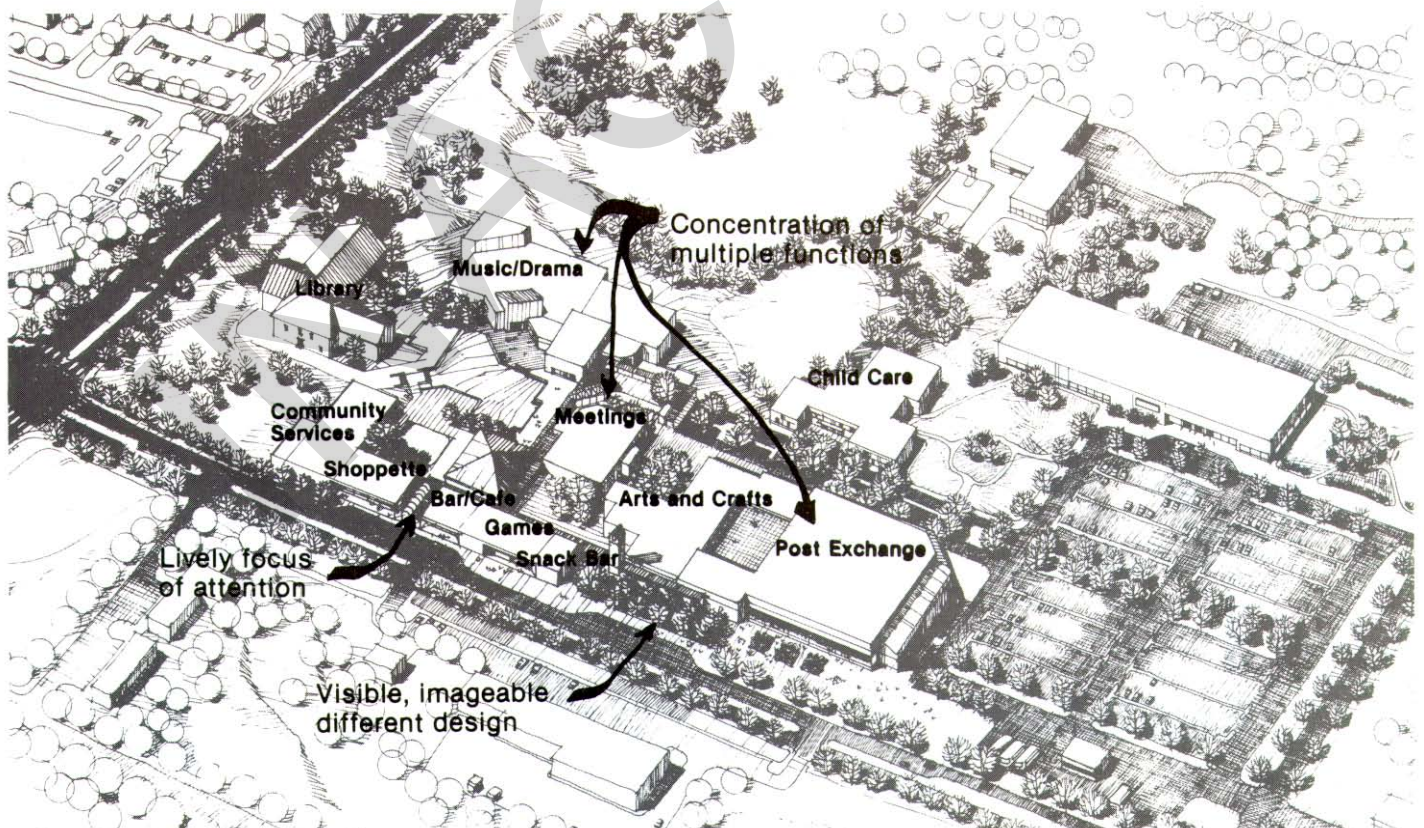 Concentration of
multiple functions
Music/Drama
Library
Child Care
Community
Services
Meetings
Shoppette
Bar/Cafe
Arts and Crafts
Games
Snack Bar
Post Exchange
Lively focus
of attention
Visible, imageable
different design